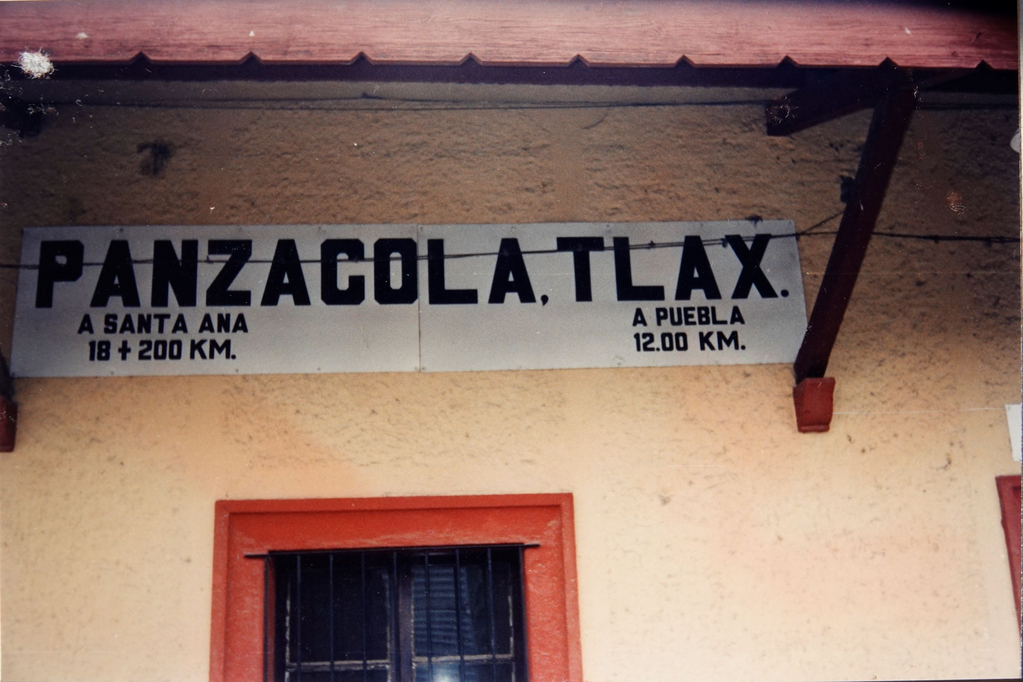 PANZACOLA, TLAX.
A SANTA ANA
18 + 200 KM.
A PUEBLA
12.00 KM.